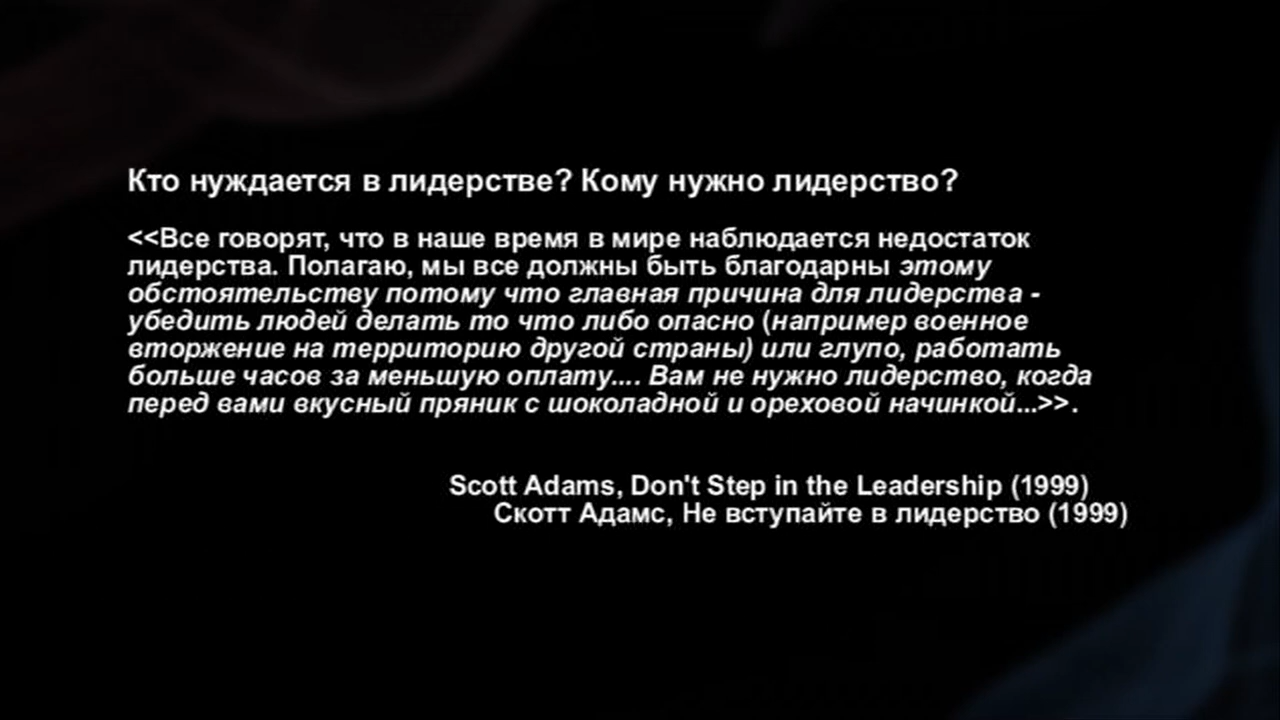 Кто нуждается в лидерстве? Кому нужно лидерство?
<<Все говорят, что в наше время в мире наблюдается недостаток
лидерства. Полагаю, мы все должны быть благодарны этому
обстоятельству потому что главная причина для лидерства -
убедить людей делать то что либо опасно (например военное
вторжение на территорию другой страны) или глупо, работать
больше часов за меньшую оплату.... Вам не нужно лидерство, когда
перед вами вкусный пряник с шоколадной и ореховой начинкой...>>.
Scott Adams, Don't Step in the Leadership (1999)
Скотт Адамс, Не вступайте в лидерство (1999)